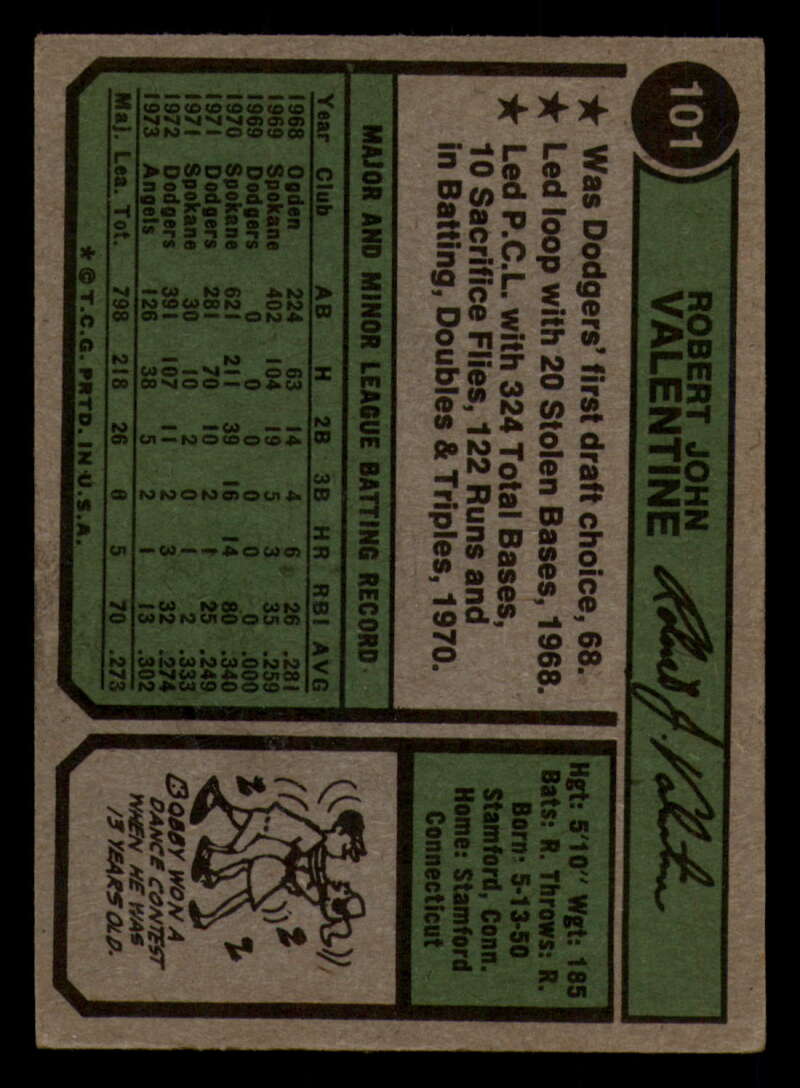 101
ROBERT JOHN
VALENTINE
Robert J. Valentine
★ Was Dodgers' first draft choice, 68.
★ Led loop with 20 Stolen Bases, 1968.
★ Led P.C.L. with 324 Total Bases,
10 Sacrifice Flies, 122 Runs and
in Batting, Doubles & Triples, 1970.
MAJOR AND MINOR LEAGUE BATTING RECORD
Year Club AB H 2B 3B HR RBI AVG
1968 Ogden 224 63 14 4 6 26 .281
1969 Spokane 402 104 19 5 3 35 .259
1969 Dodgers 0 0 0 0 0 0 .000
1970 Spokane 621 211 39 16 14 80 .340
1971 Dodgers 281 70 10 2 1 25 .249
1971 Spokane 30 10 2 0 1 2 .333
1972 Dodgers 391 107 11 2 3 32 .274
1973 Angels 126 38 5 2 1 13 .302
Maj. Lea. Tot. 798 218 26 6 5 70 .273
* © T.C.G. PRTD. IN U.S.A.
Hgt: 5'10" Wgt: 185
Bats: R. Throws: R.
Born: 5-13-50
Stamford, Conn.
Home: Stamford
Connecticut
BOBBY WON A
DANCE CONTEST
WHEN HE WAS
13 YEARS OLD.